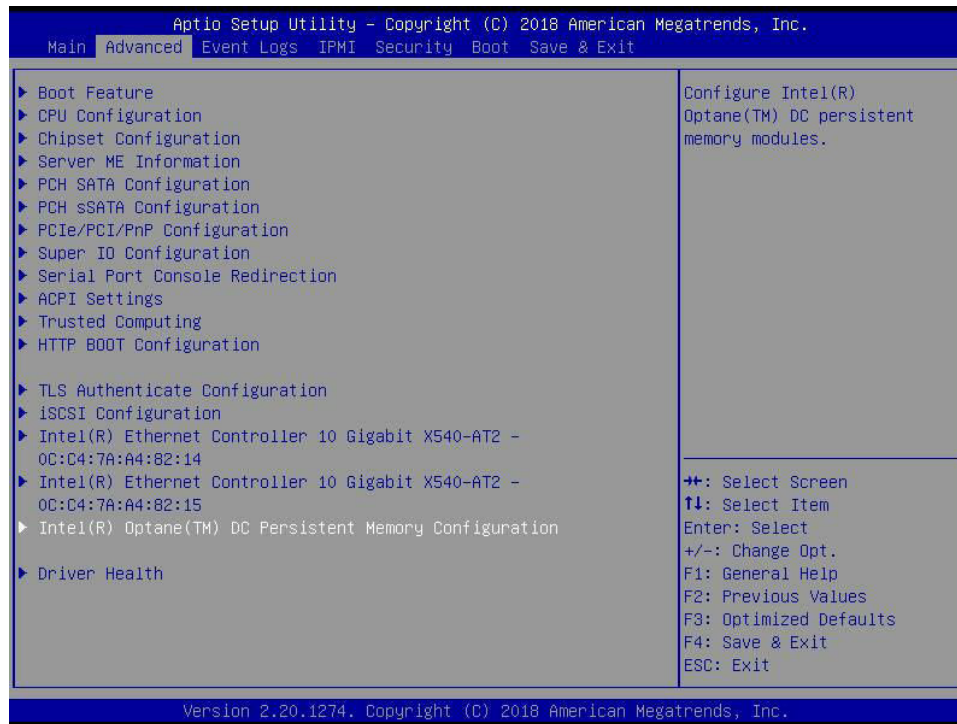 Aptio Setup Utility – Copyright (C) 2018 American Megatrends, Inc.
Main Advanced Event Logs IPMI Security Boot Save & Exit
▶ Boot Feature
▶ CPU Configuration
▶ Chipset Configuration
▶ Server ME Information
▶ PCH SATA Configuration
▶ PCH sSATA Configuration
▶ PCIe/PCI/PnP Configuration
▶ Super IO Configuration
▶ Serial Port Console Redirection
▶ ACPI Settings
▶ Trusted Computing
▶ HTTP BOOT Configuration
▶ TLS Authenticate Configuration
▶ iSCSI Configuration
▶ Intel(R) Ethernet Controller 10 Gigabit X540-AT2 –
0C:C4:7A:A4:82:14
▶ Intel(R) Ethernet Controller 10 Gigabit X540-AT2 –
0C:C4:7A:A4:82:15
▶ Intel(R) Optane(TM) DC Persistent Memory Configuration
▶ Driver Health
Configure Intel(R)
Optane(TM) DC persistent
memory modules.
→←: Select Screen
↑↓: Select Item
Enter: Select
+/-: Change Opt.
F1: General Help
F2: Previous Values
F3: Optimized Defaults
F4: Save & Exit
ESC: Exit
Version 2.20.1274. Copyright (C) 2018 American Megatrends, Inc.